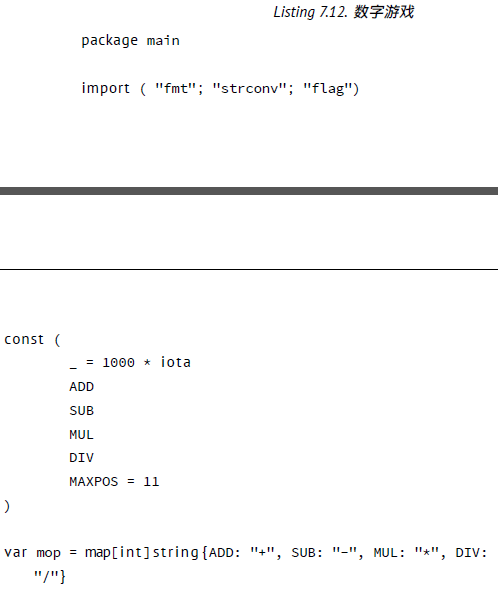 Listing 7.12. 数字游戏
package main
import ( "fmt"; "strconv"; "flag")
const (
_ = 1000 * iota
ADD
SUB
MUL
DIV
MAXPOS = 11
)
var mop = map[int]string{ADD: "+", SUB: "-", MUL: "*", DIV:
"/"}